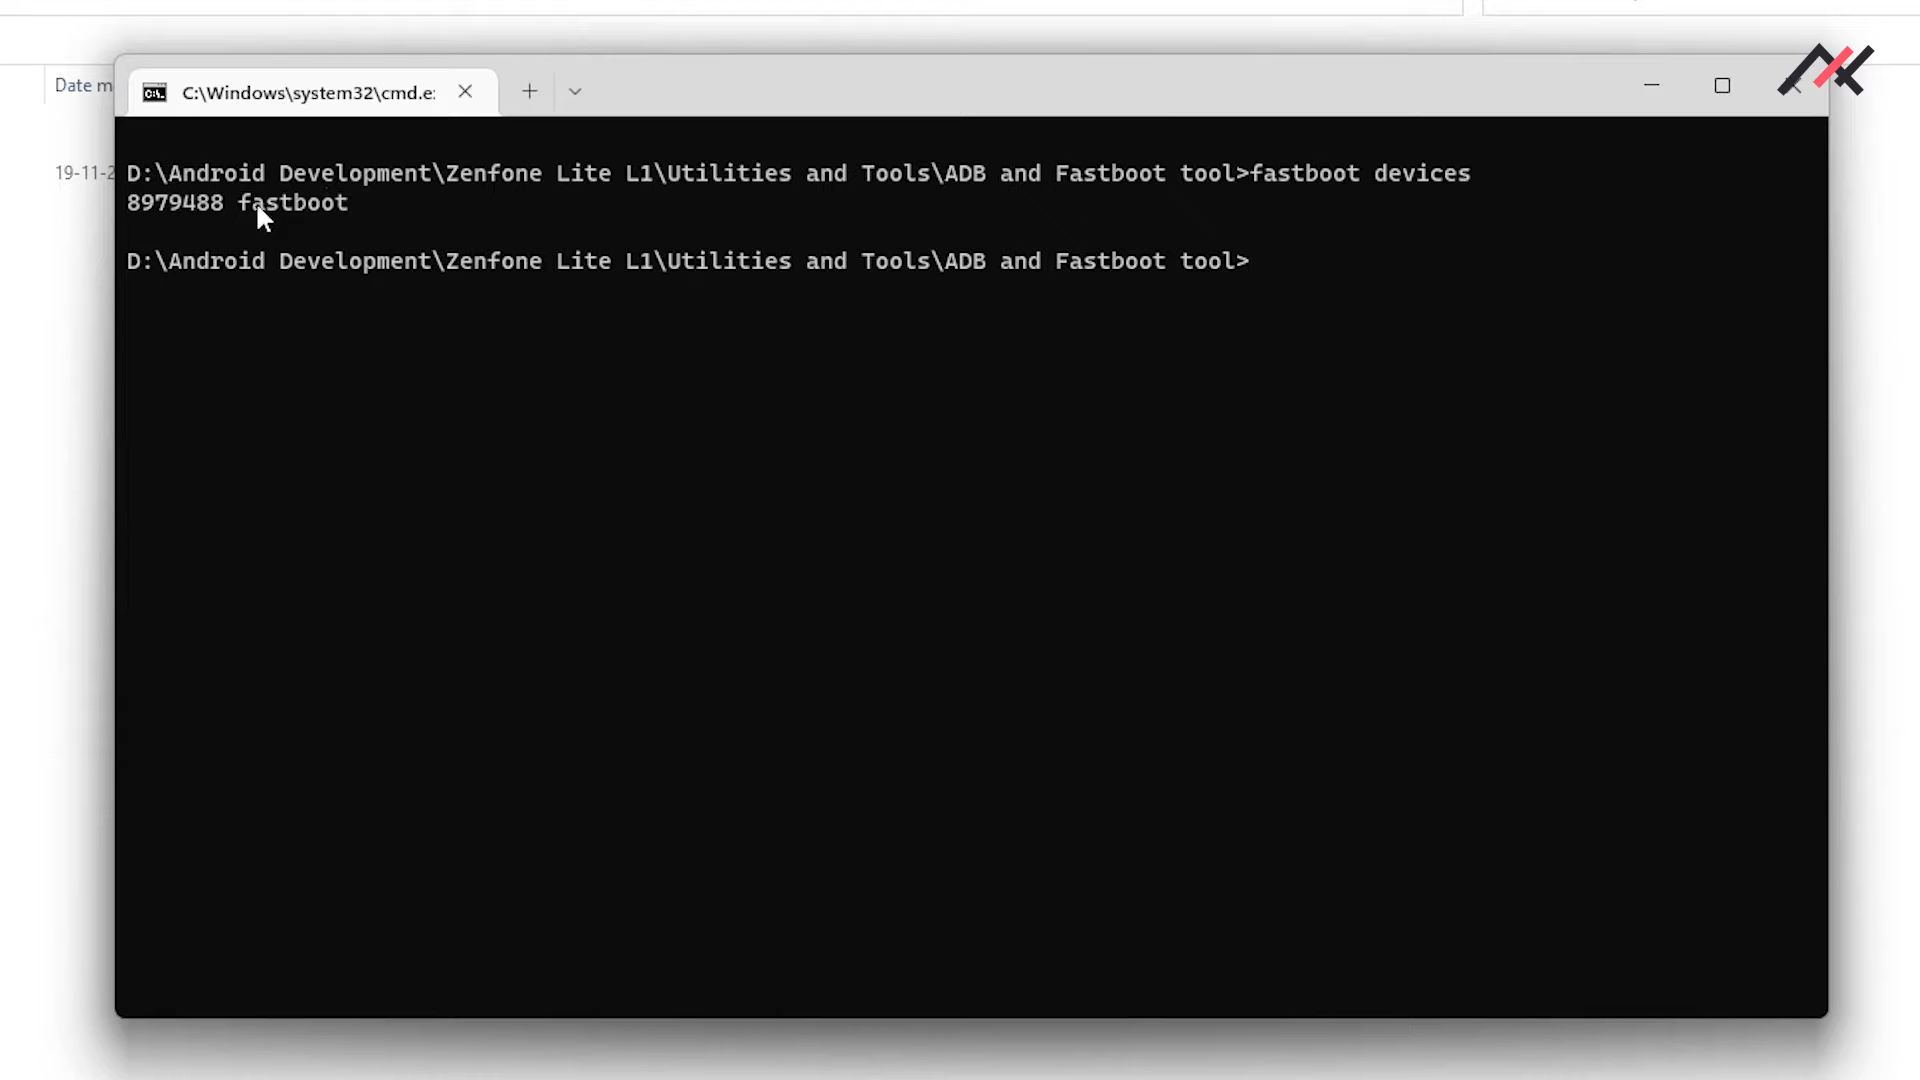 Date m
C:\Windows\system32\cmd.e:
19-11-2
D:\Android Development\Zenfone Lite L1\Utilities and Tools\ADB and Fastboot tool>fastboot devices
8979488 fastboot
D:\Android Development\Zenfone Lite L1\Utilities and Tools\ADB and Fastboot tool>